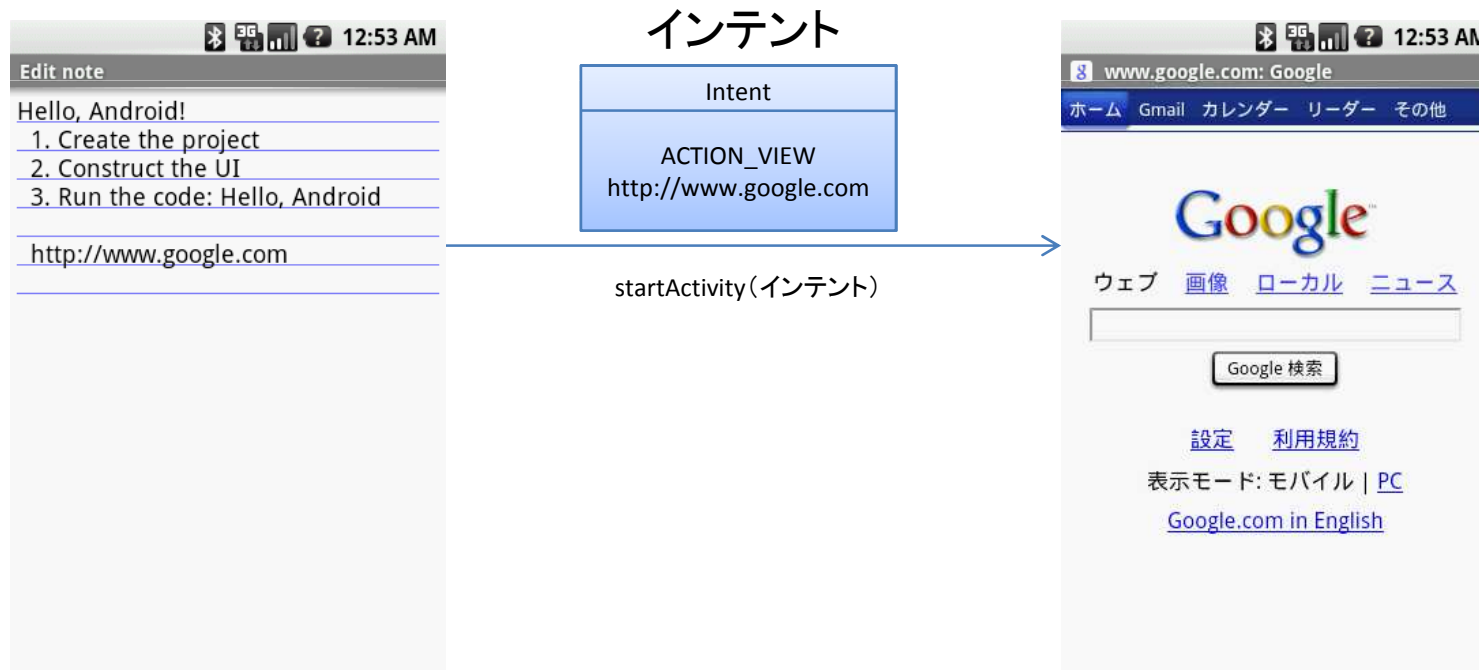 インテント
12:53 AM
Edit note
Hello, Android!
1. Create the project
2. Construct the UI
3. Run the code: Hello, Android
http://www.google.com
Intent
ACTION_VIEW
http://www.google.com
startActivity（インテント）
12:53 AM
www.google.com: Google
ホーム Gmail カレンダー リーダー その他
Google
ウェブ 画像 ローカル ニュース
Google 検索
設定 利用規約
表示モード: モバイル | PC
Google.com in English